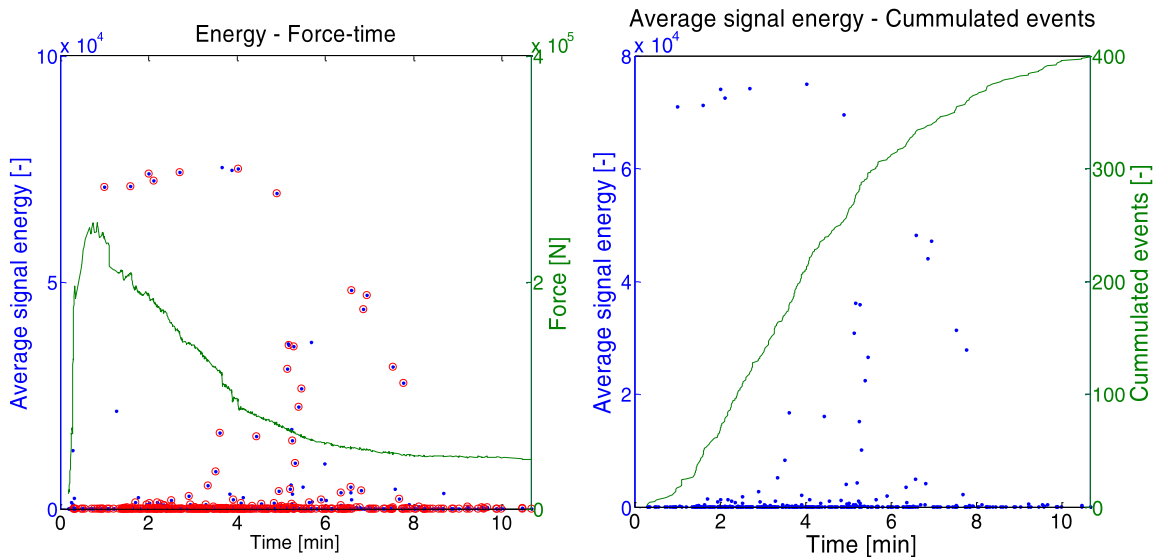 Energy - Force-time
x 10^4
x 10^5
10
5
0
4
2
0
0 2 4 6 8 10
Average signal energy [-]
Force [N]
Time [min]
Average signal energy - Cummulated events
x 10^4
8
6
4
2
0
400
300
200
100
0
0 2 4 6 8 10
Average signal energy [-]
Cummulated events [-]
Time [min]